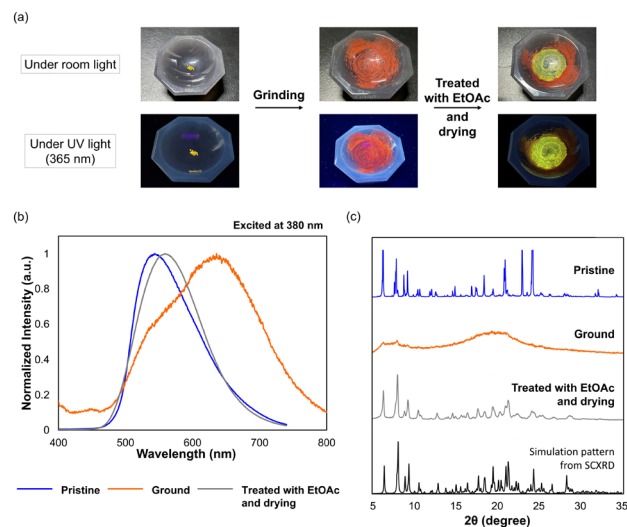 (a)
Under room light
Under UV light
(365 nm)
Grinding
Treated
with EtOAc
and
drying
(b)
Excited at 380 nm
Normalized Intensity (a.u.)
1
0.8
0.6
0.4
0.2
0
400
500
600
700
800
Wavelength (nm)
Pristine
Ground
Treated with EtOAc
and drying
(c)
Pristine
Ground
Treated with EtOAc
and drying
Simulation pattern
from SCXRD
5
10
15
20
25
30
35
2θ (degree)